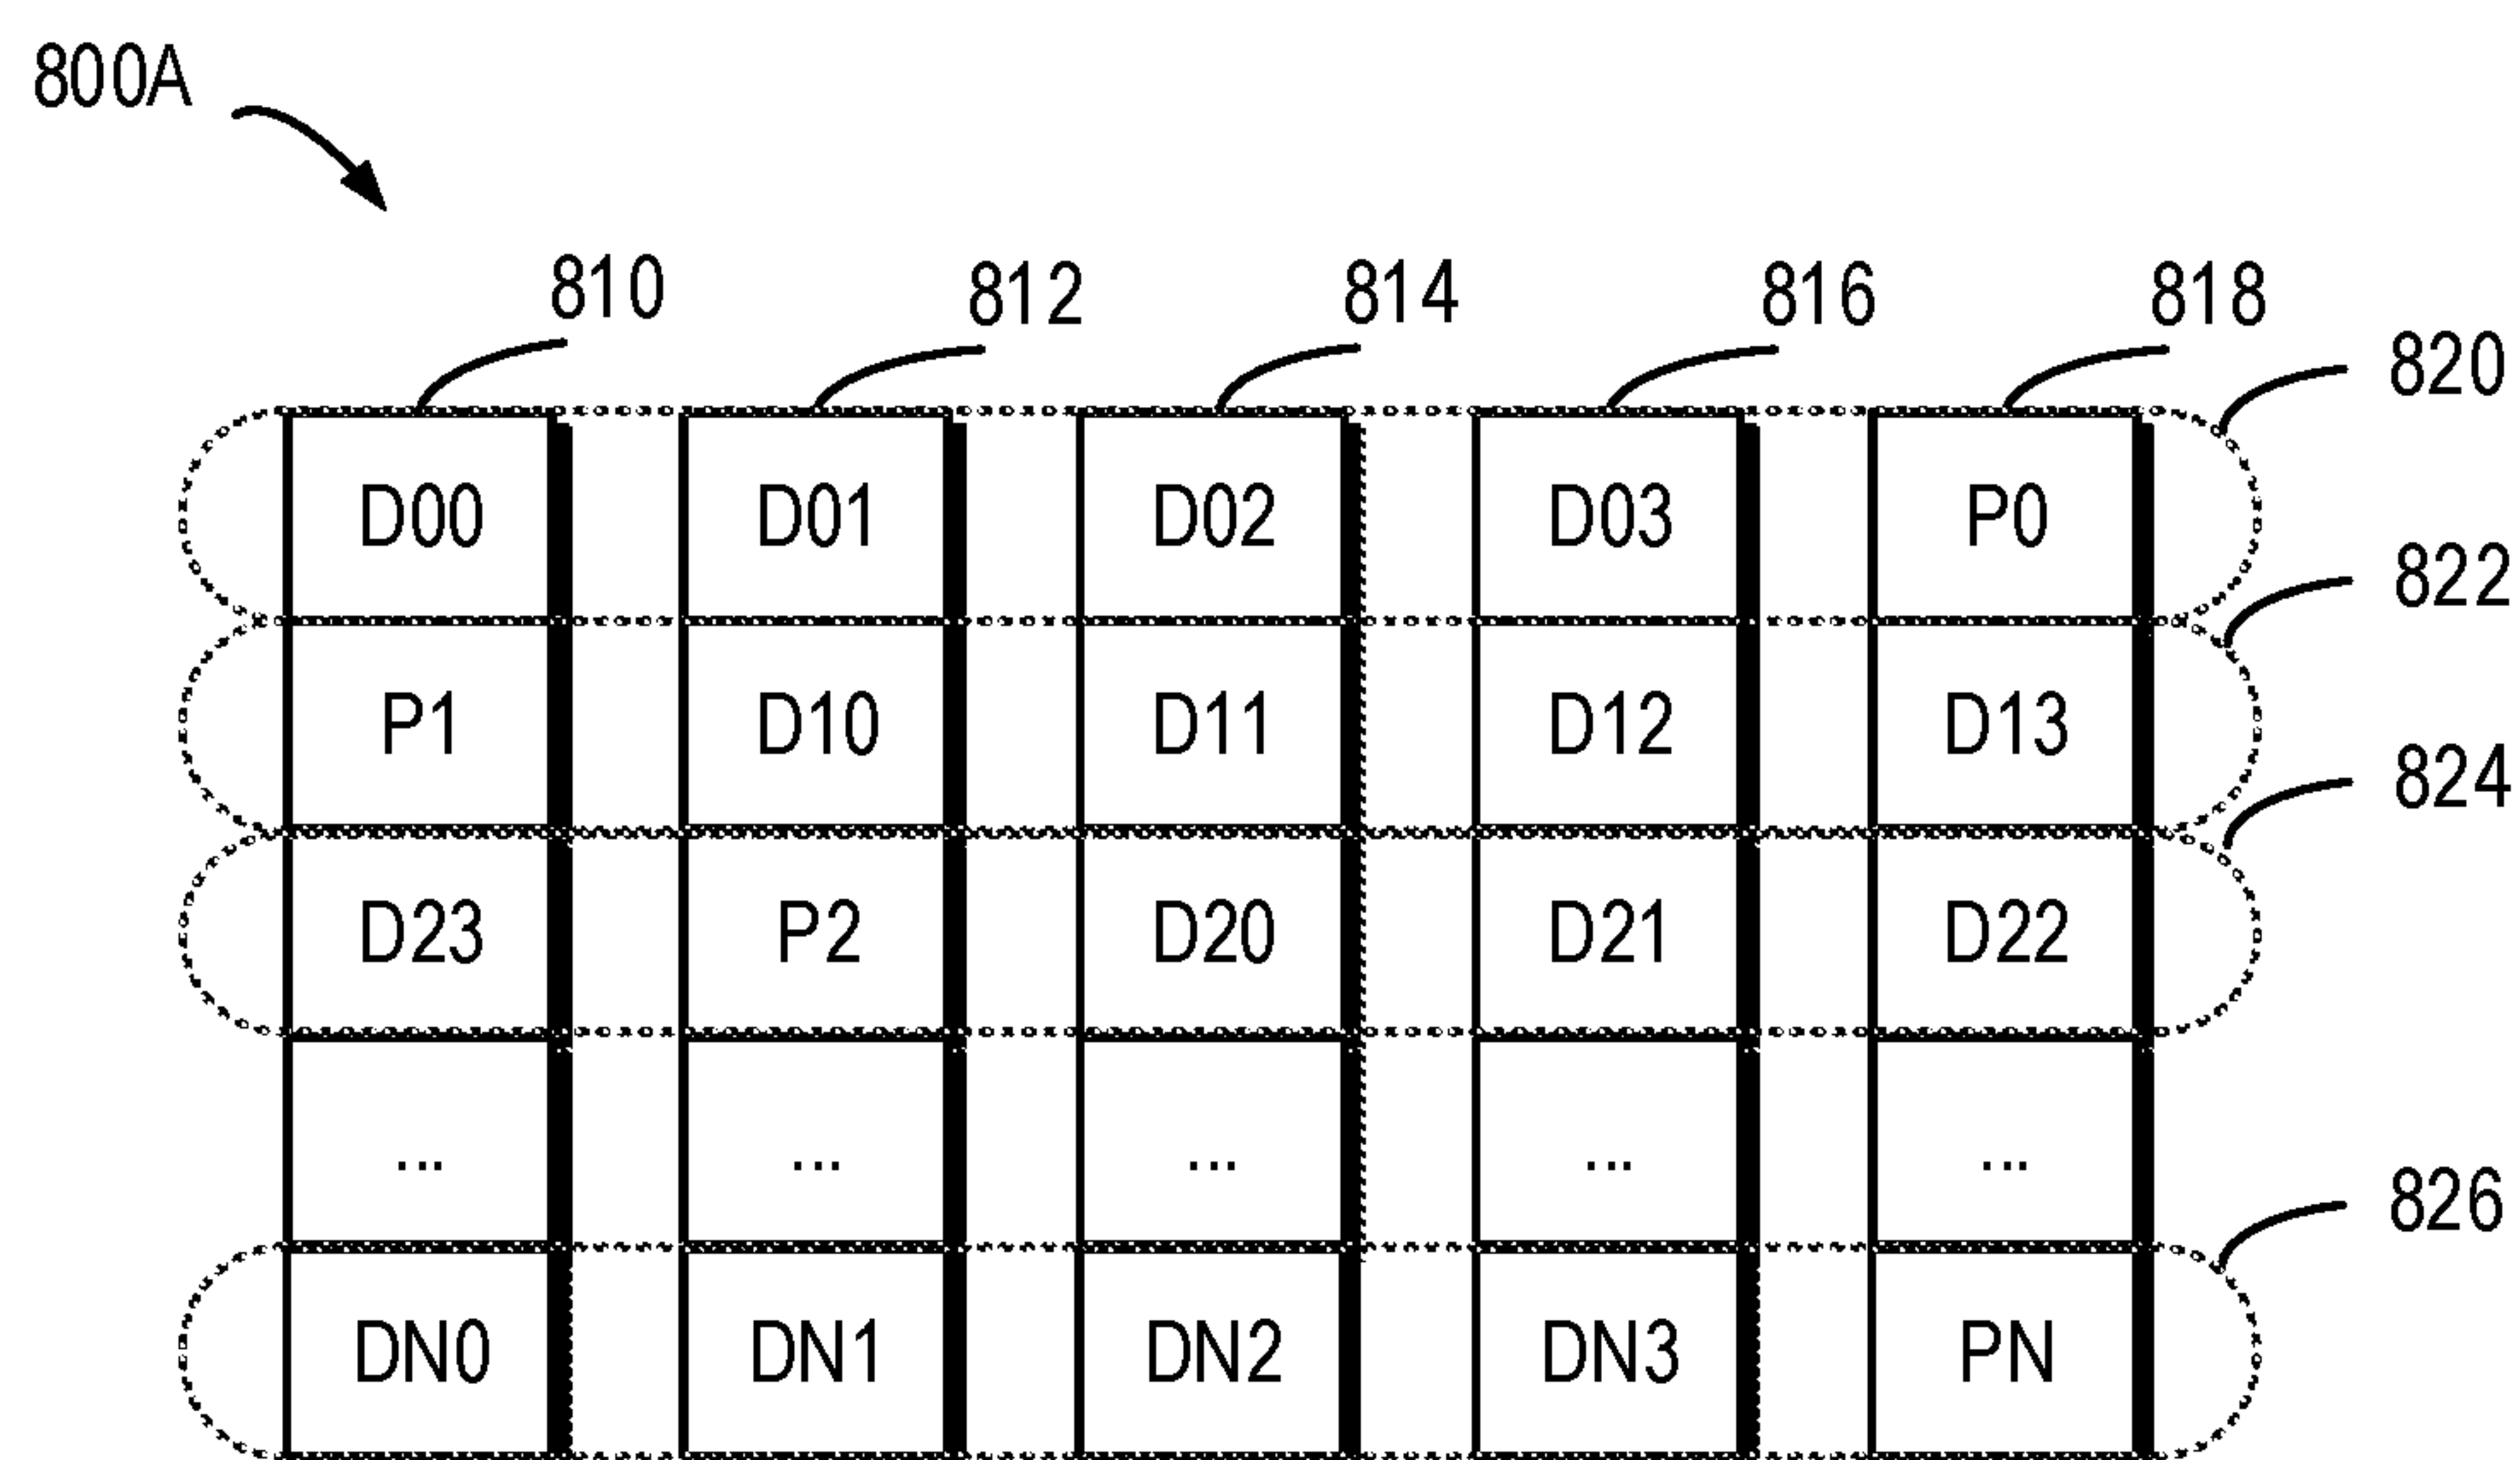 800A
810 812 814 816 818
820
D00 D01 D02 D03 P0
822
P1 D10 D11 D12 D13
824
D23 P2 D20 D21 D22
... ... ... ... ...
826
DN0 DN1 DN2 DN3 PN